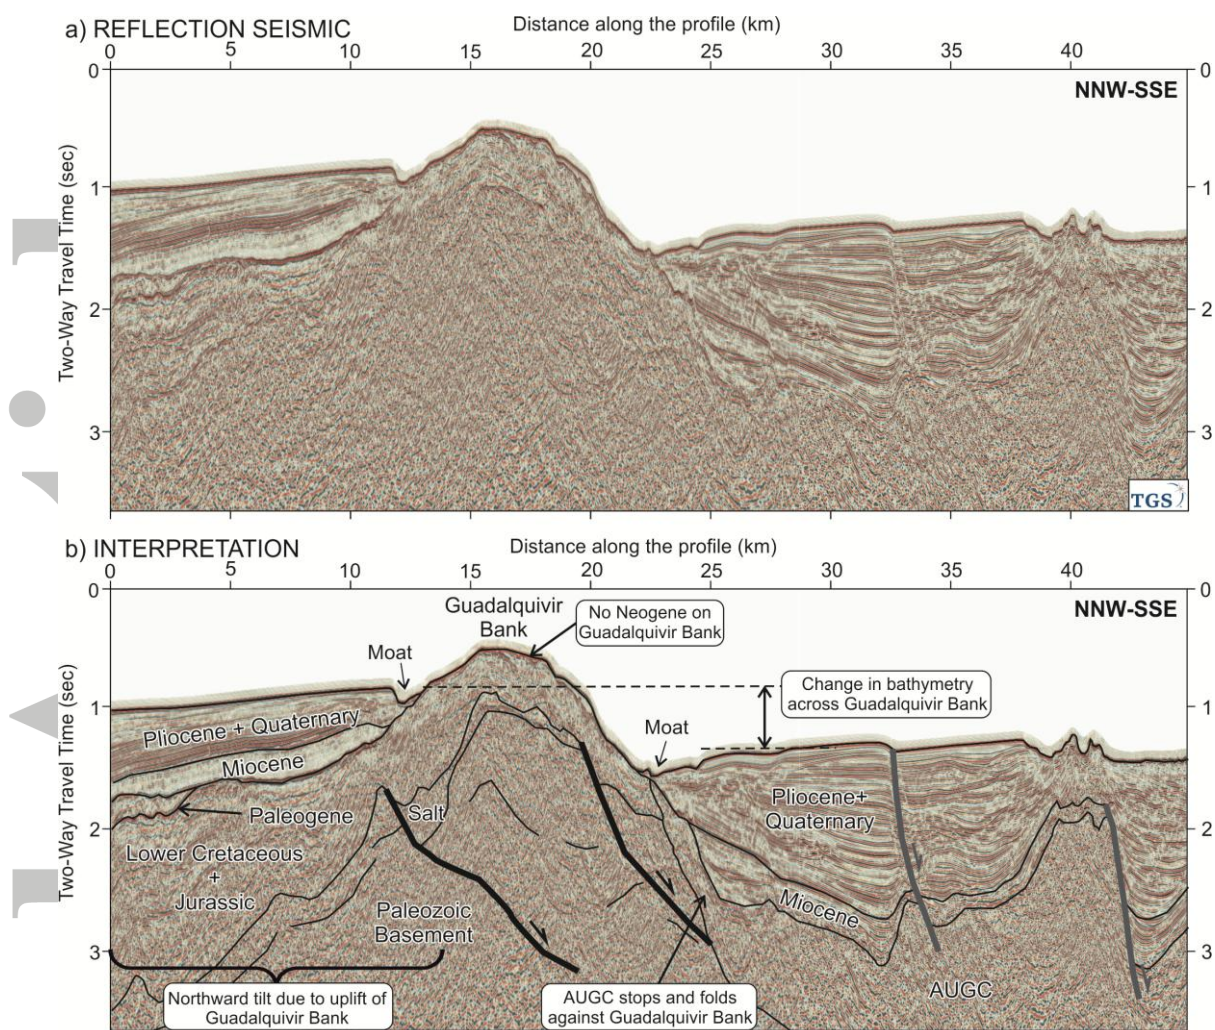 a) REFLECTION SEISMIC
Distance along the profile (km)
0 5 10 15 20 25 30 35 40
0 0
NNW-SSE
1 1
2 2
3 3
Two-Way Travel Time (sec)
TGS
b) INTERPRETATION
Distance along the profile (km)
0 5 10 15 20 25 30 35 40
0 0
NNW-SSE
Guadalquivir
Bank
No Neogene on
Guadalquivir Bank
Moat
Change in bathymetry
across Guadalquivir Bank
1 1
Moat
Pliocene + Quaternary
Miocene
Pliocene+
Quaternary
Paleogene
Salt
2 2
Two-Way Travel Time (sec)
Lower Cretaceous
+
Jurassic
Paleozoic
Basement
Miocene
3 3
AUGC
Northward tilt due to uplift of
Guadalquivir Bank
AUGC stops and folds
against Guadalquivir Bank